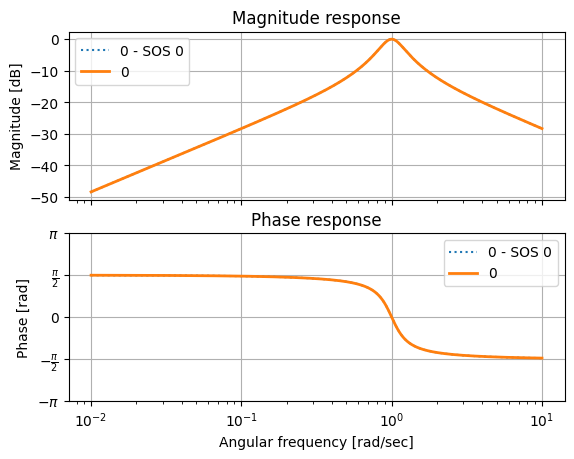 Magnitude response
Magnitude [dB]
0
−10
−20
−30
−40
−50
0 - SOS 0
0
Phase response
Phase [rad]
π
π/2
0
−π/2
−π
0 - SOS 0
0
10⁻² 10⁻¹ 10⁰ 10¹
Angular frequency [rad/sec]